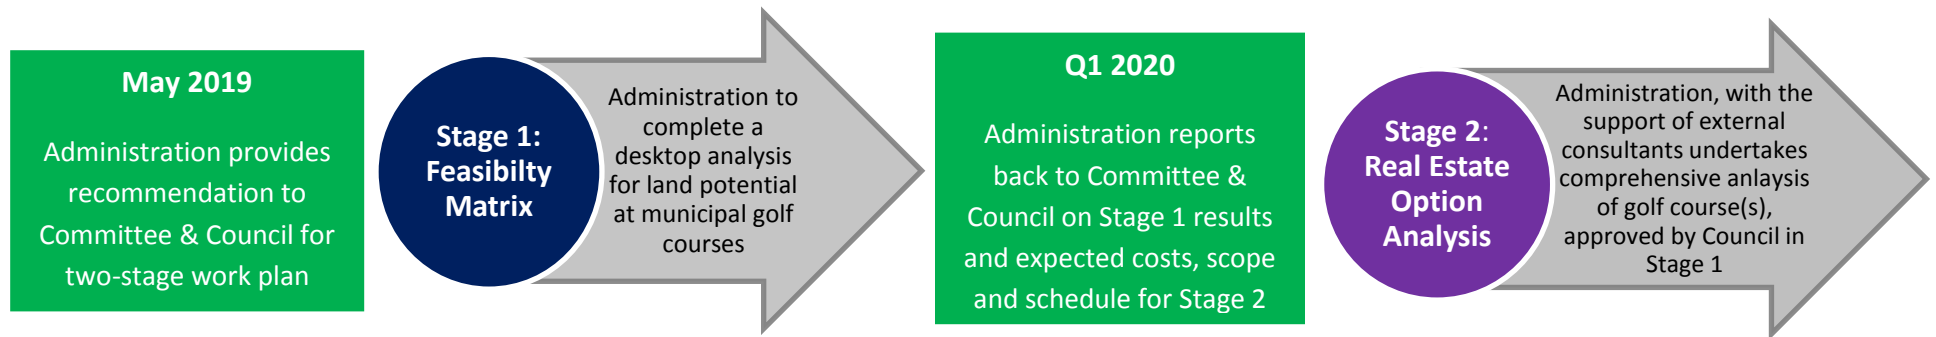 May 2019
Administration provides
recommendation to
Committee & Council for
two-stage work plan
Stage 1:
Feasibilty
Matrix
Administration to
complete a
desktop analysis
for land potential
at municipal golf
courses
Q1 2020
Administration reports
back to Committee &
Council on Stage 1 results
and expected costs, scope
and schedule for Stage 2
Stage 2:
Real Estate
Option
Analysis
Administration, with the
support of external
consultants undertakes
comprehensive anlaysis
of golf course(s),
approved by Council in
Stage 1